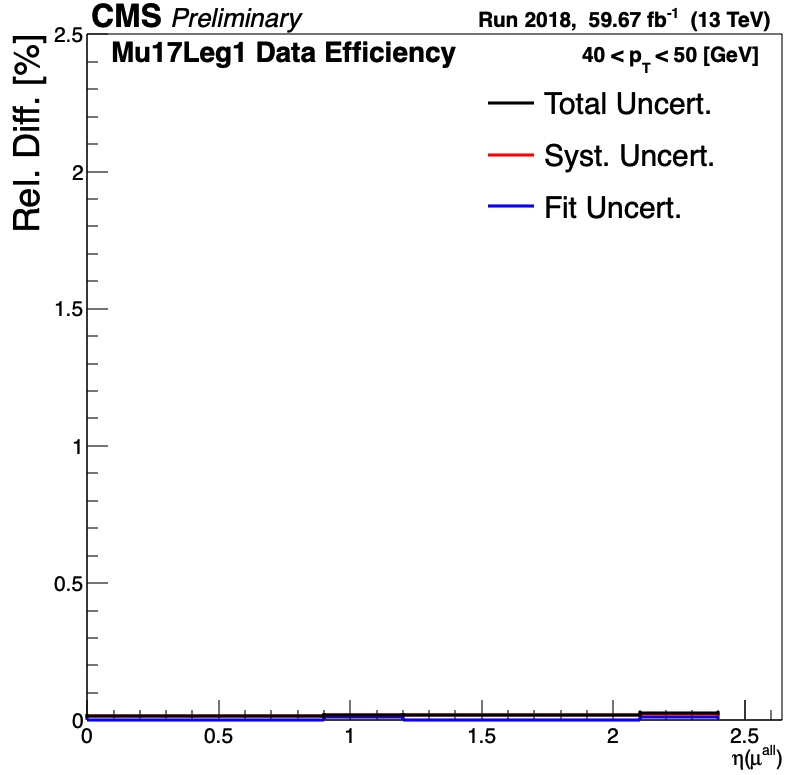 CMS Preliminary
Run 2018, 59.67 fb⁻¹ (13 TeV)
Mu17Leg1 Data Efficiency
40 < p_T < 50 [GeV]
Total Uncert.
Syst. Uncert.
Fit Uncert.
Rel. Diff. [%]
2.5
2
1.5
1
0.5
0
0 0.5 1 1.5 2 2.5
η(μ^all)